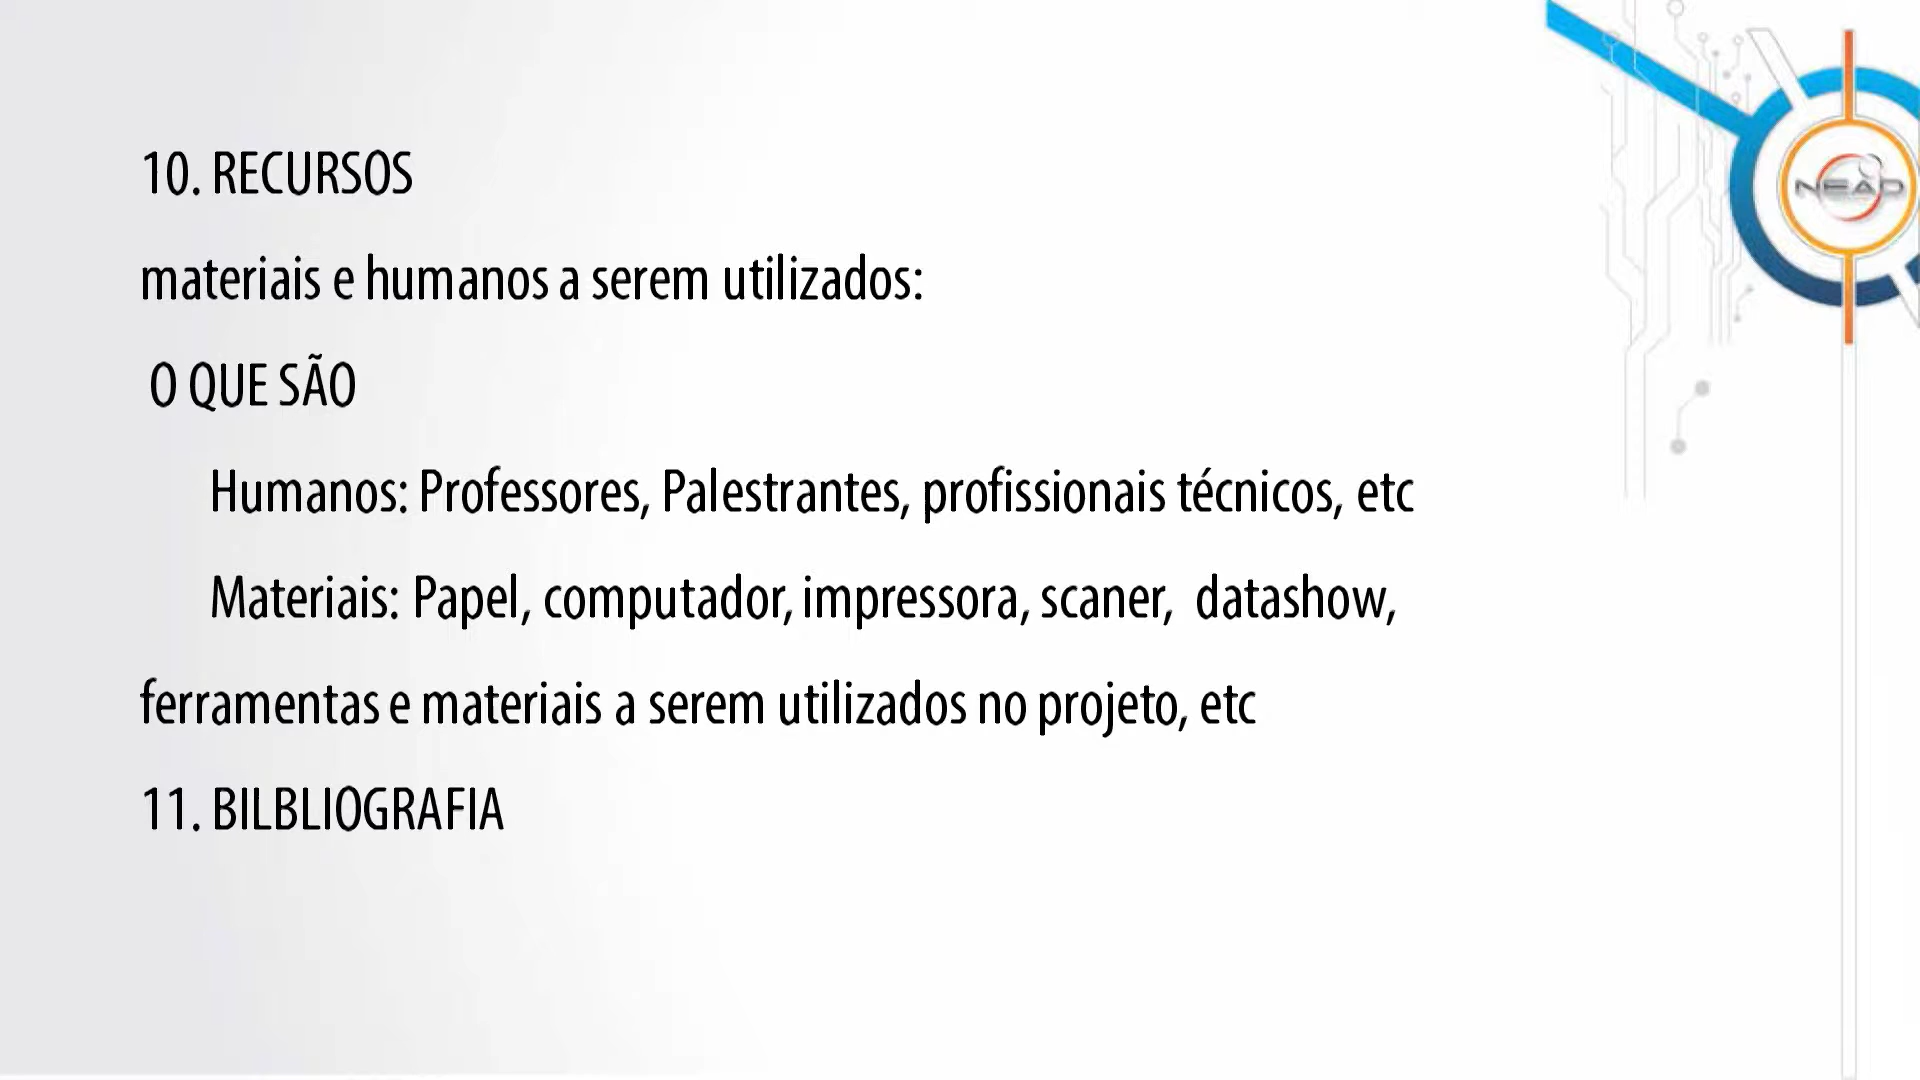 10. RECURSOS
materiais e humanos a serem utilizados:
O QUE SÃO
Humanos: Professores, Palestrantes, profissionais técnicos, etc
Materiais: Papel, computador, impressora, scaner, datashow,
ferramentas e materiais a serem utilizados no projeto, etc
11. BILBLIOGRAFIA
NEAD